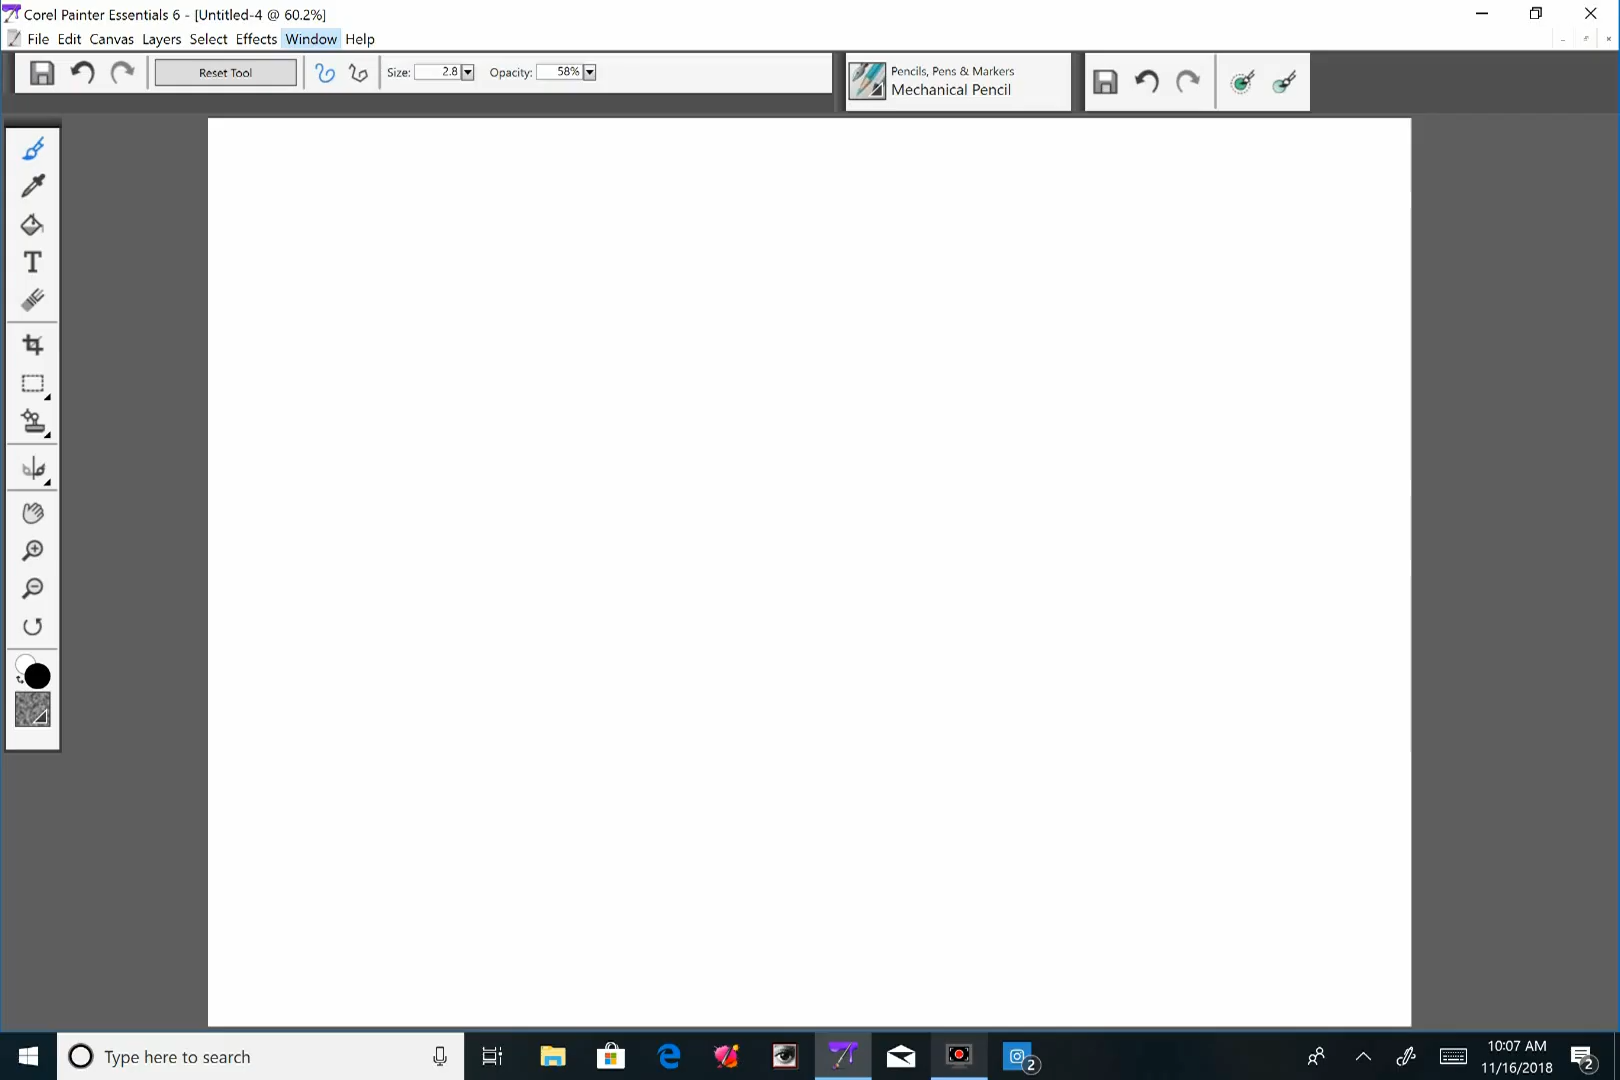 Corel Painter Essentials 6 - [Untitled-4 @ 60.2%]
File Edit Canvas Layers Select Effects Window Help
Reset Tool Size: 2.8 Opacity: 58%
Pencils, Pens & Markers
Mechanical Pencil
T
Type here to search
2
10:07 AM
11/16/2018
2